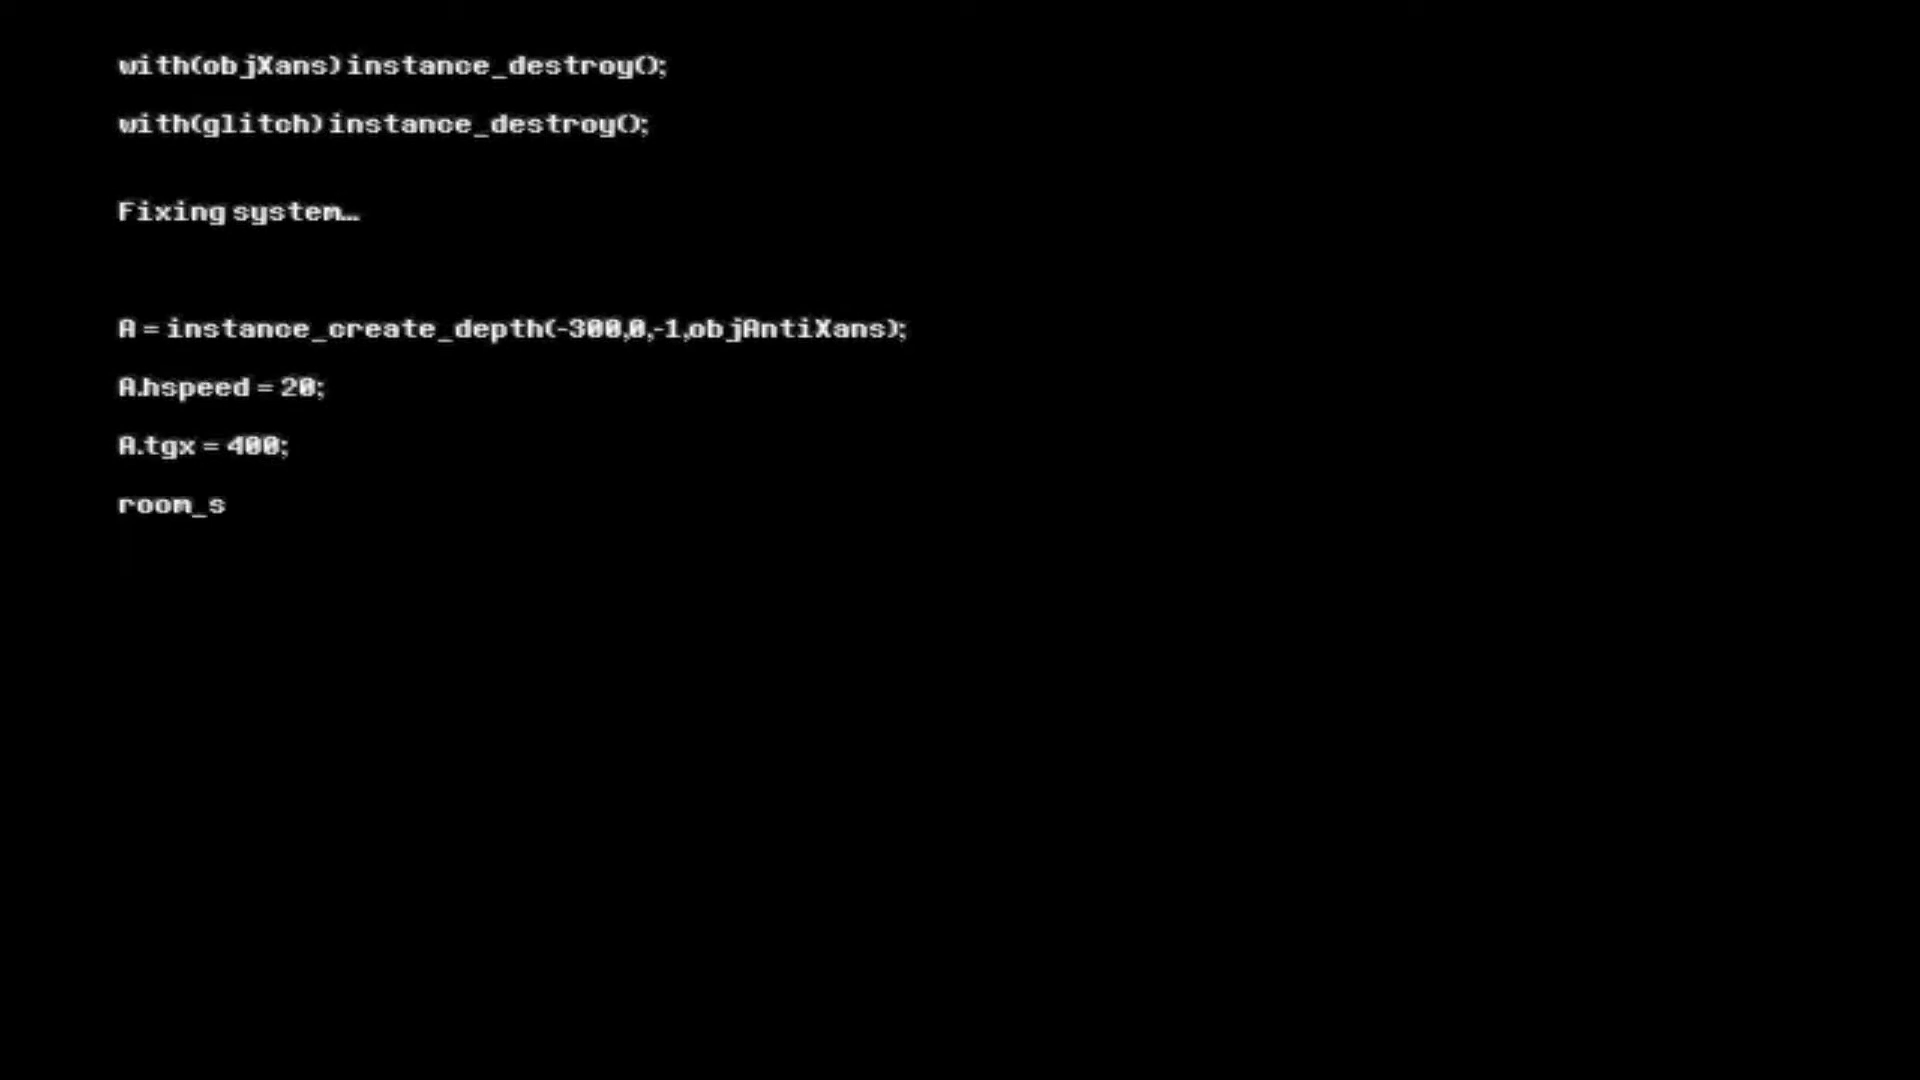 with(objXans) instance_destroy();
with(glitch) instance_destroy();
Fixing system...
A = instance_create_depth(-300,0,-1,objAntiXans);
A.hspeed = 20;
A.tgx = 400;
room_s